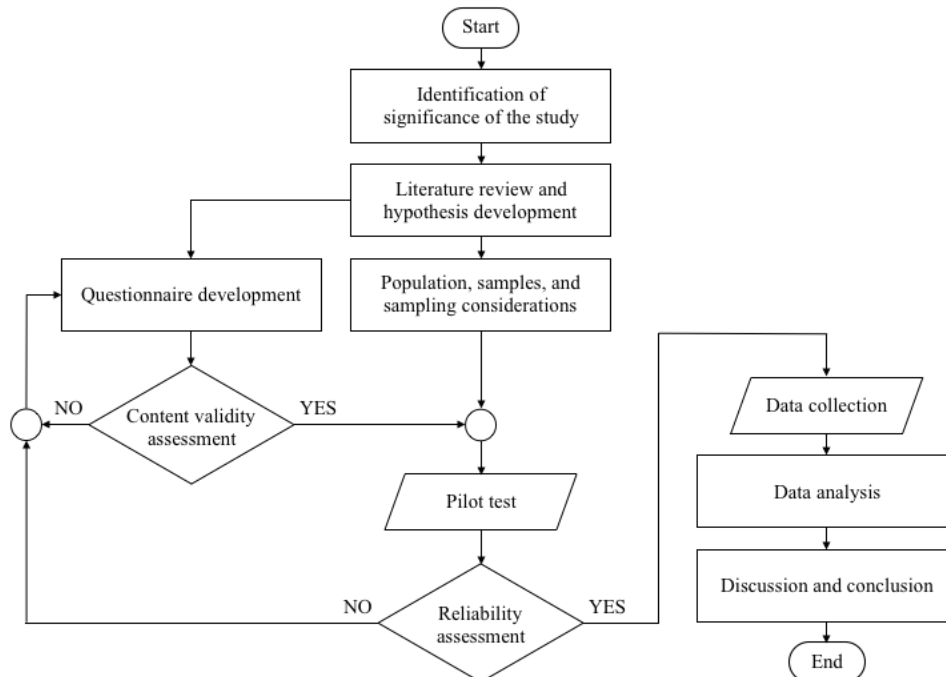 Start
Identification of
significance of the study
Literature review and
hypothesis development
Questionnaire development
Population, samples, and
sampling considerations
NO
Content validity
assessment
YES
Data collection
Pilot test
Data analysis
NO
Reliability
assessment
YES
Discussion and conclusion
End